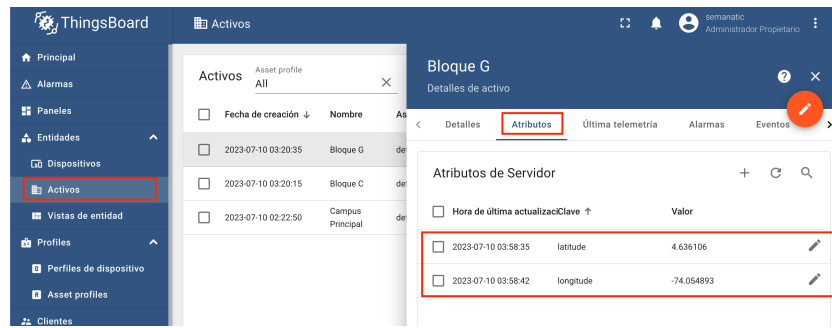 ThingsBoard
Activos
semanatic
Administrador Propietario
Principal
Alarmas
Paneles
Entidades
Dispositivos
Activos
Vistas de entidad
Profiles
Perfiles de dispositivo
Asset profiles
Clientes
Activos
Asset profile
All
Fecha de creación Nombre As
2023-07-10 03:20:35 Bloque G def
2023-07-10 03:20:15 Bloque C def
2023-07-10 02:22:50 Campus Principal def
Bloque G
Detalles de activo
Detalles Atributos Última telemetría Alarmas Eventos
Atributos de Servidor
Hora de última actualizaciClave Valor
2023-07-10 03:58:35 latitude 4.636106
2023-07-10 03:58:42 longitude -74.054893